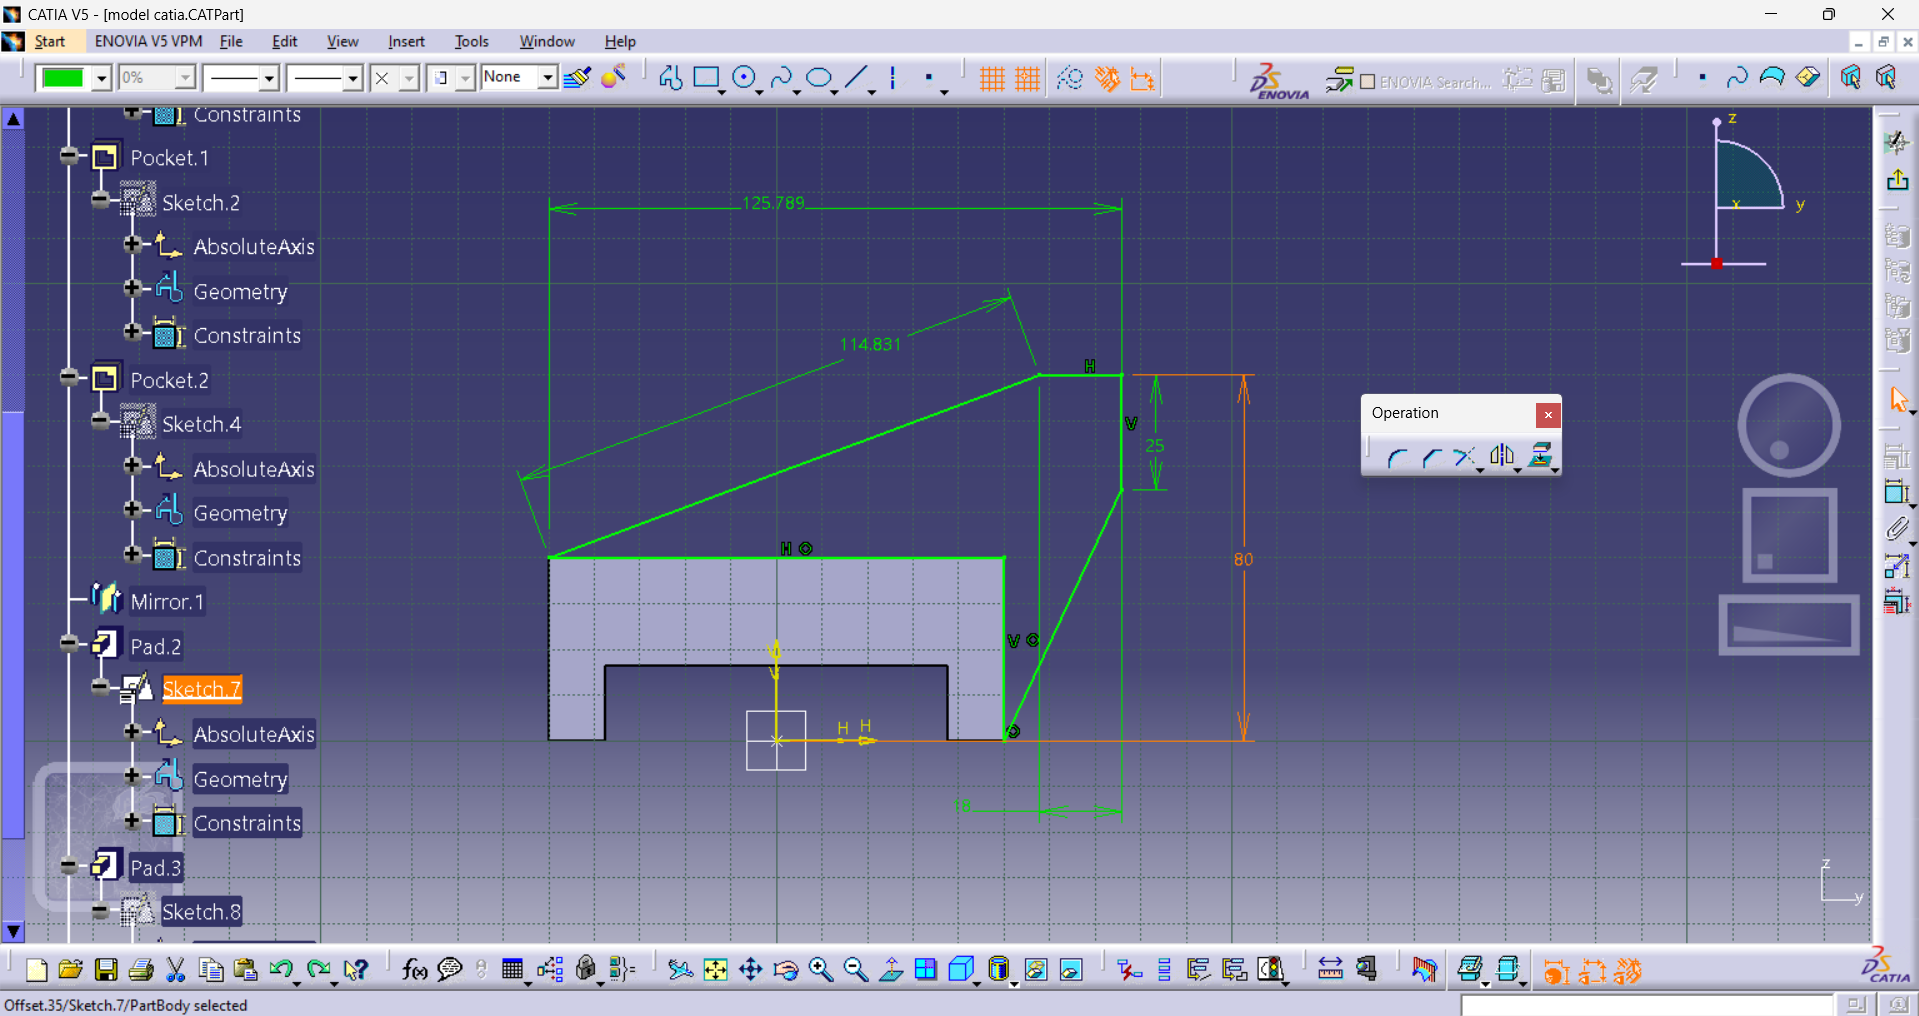 CATIA V5 - [model catia.CATPart]
Start ENOVIA V5 VPM File Edit View Insert Tools Window Help
0% None ENOVIA ENOVIA Search...
Constraints
Pocket.1
Sketch.2
AbsoluteAxis
Geometry
Constraints
Pocket.2
Sketch.4
AbsoluteAxis
Geometry
Constraints
Mirror.1
Pad.2
Sketch.7
AbsoluteAxis
Geometry
Constraints
Pad.3
Sketch.8
125.789
114.831
H
V
25
80
H
V
V
H H
18
z
x y
Operation
z
y
f(x)
CATIA
Offset.35/Sketch.7/PartBody selected